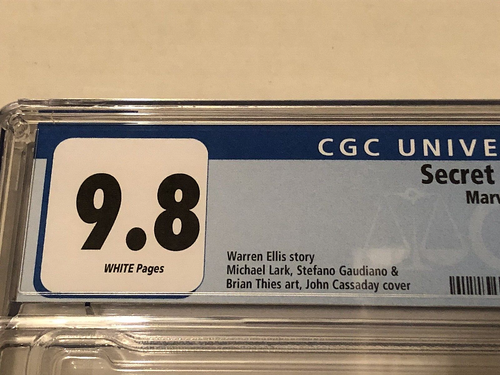 CGC UNIVE
Secret
Marv
9.8
WHITE Pages
Warren Ellis story
Michael Lark, Stefano Gaudiano &
Brian Thies art, John Cassaday cover